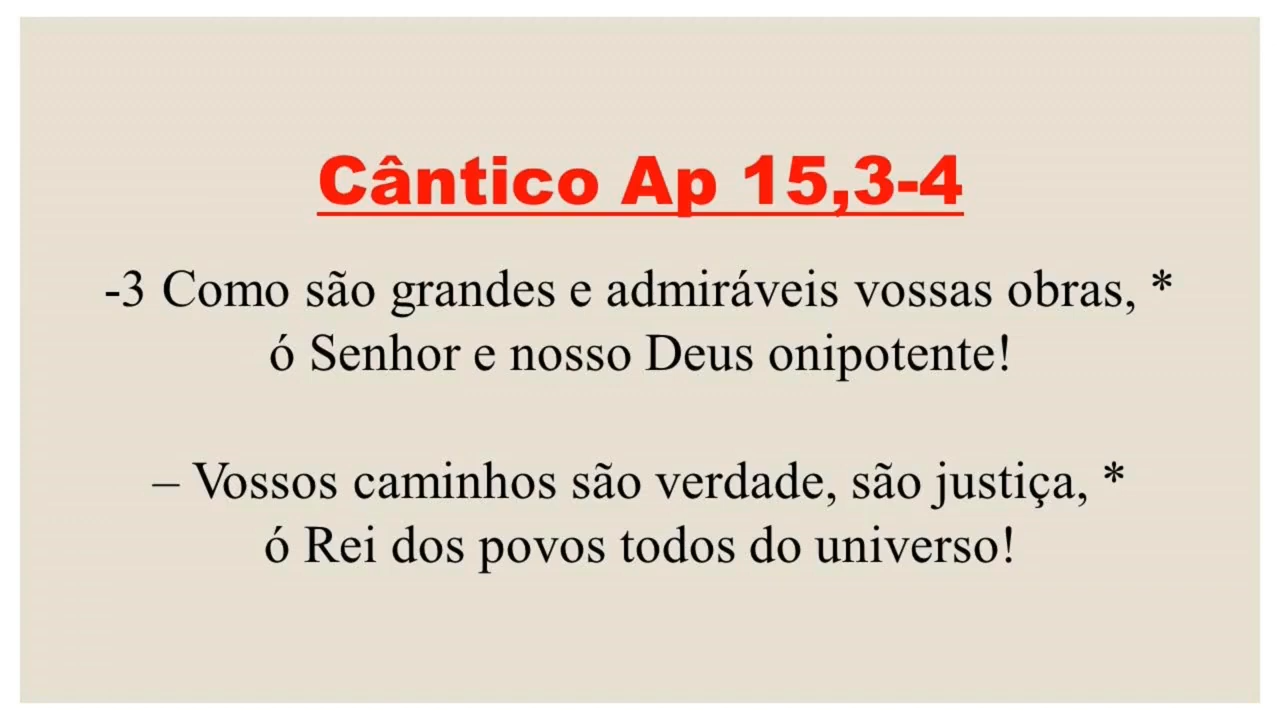 Cântico Ap 15,3-4
-3 Como são grandes e admiráveis vossas obras, *
ó Senhor e nosso Deus onipotente!
– Vossos caminhos são verdade, são justiça, *
ó Rei dos povos todos do universo!